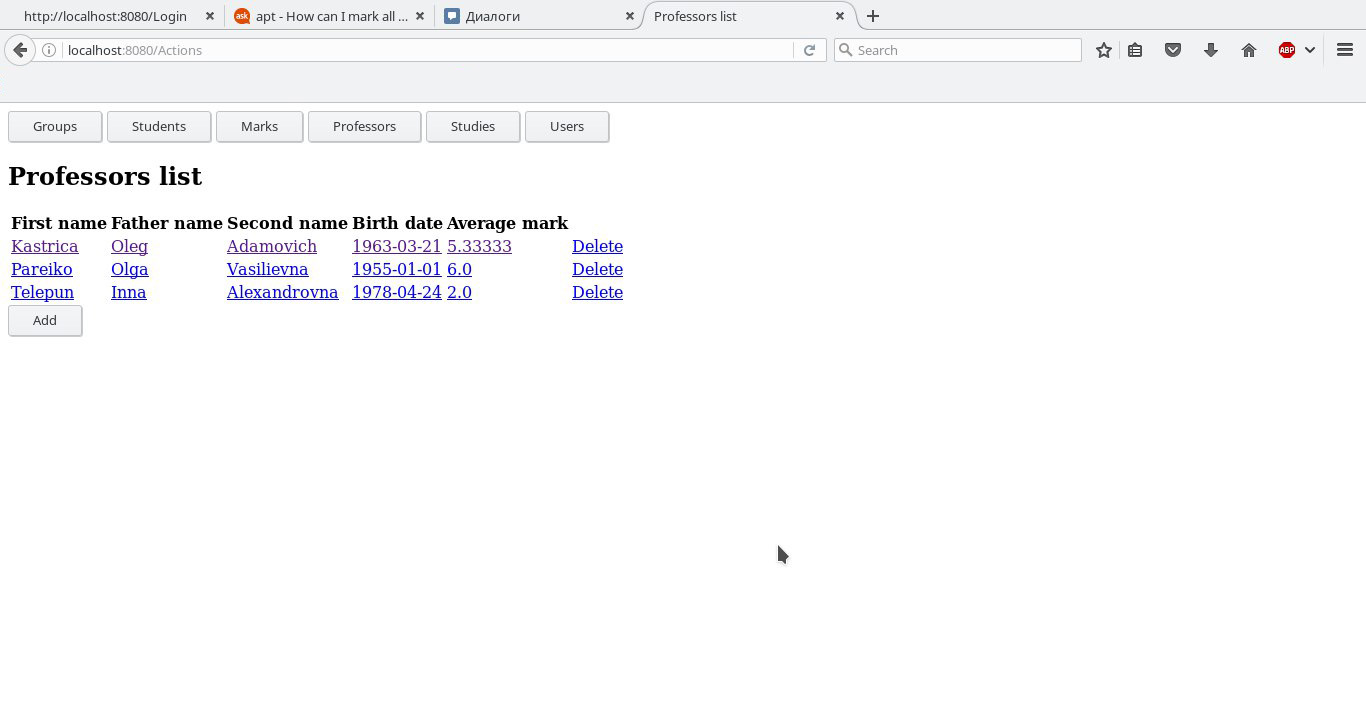 http://localhost:8080/Login ask apt - How can I mark all ... Диалоги Professors list
localhost:8080/Actions Search ABP
Groups Students Marks Professors Studies Users
Professors list
First name Father name Second name Birth date Average mark
Kastrica Oleg Adamovich 1963-03-21 5.33333 Delete
Pareiko Olga Vasilievna 1955-01-01 6.0 Delete
Telepun Inna Alexandrovna 1978-04-24 2.0 Delete
Add